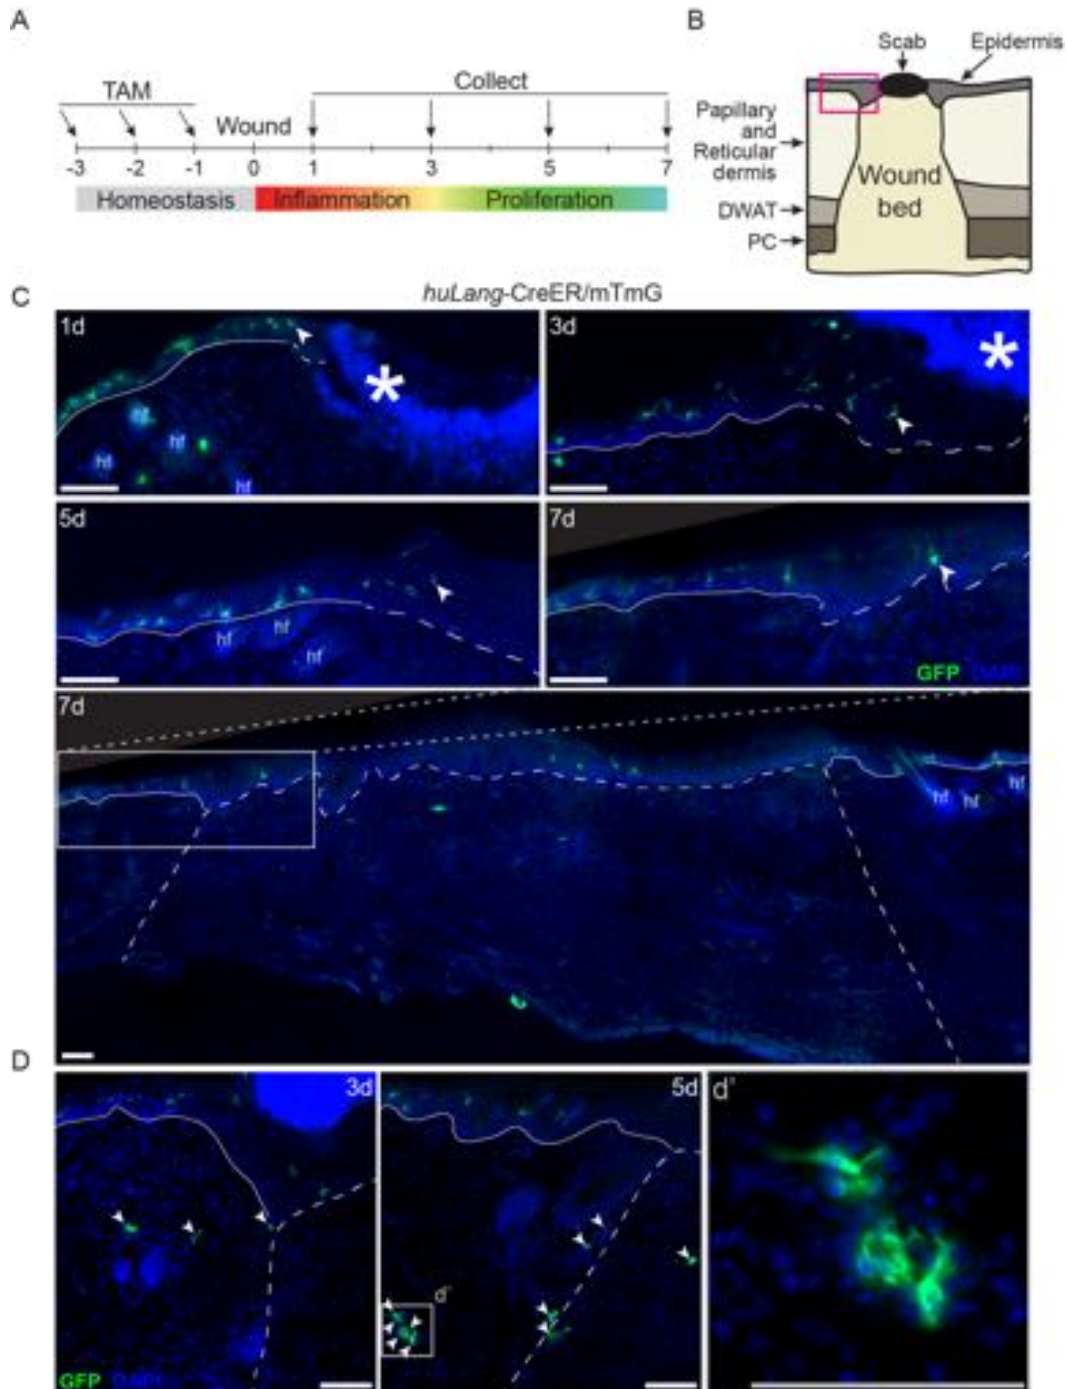 A
TAM
Wound
Collect
-3 -2 -1 0 1 3 5 7
Homeostasis Inflammation Proliferation
B
Scab
Epidermis
Papillary
and
Reticular
dermis
DWAT
PC
Wound
bed
C
huLang-CreER/mTmG
1d
*
hf
hf
hf
hf
3d
*
5d
hf
hf
hf
7d
GFP DAPI
7d
hf hf hf
D
3d
GFP DAPI
5d
d'
d'